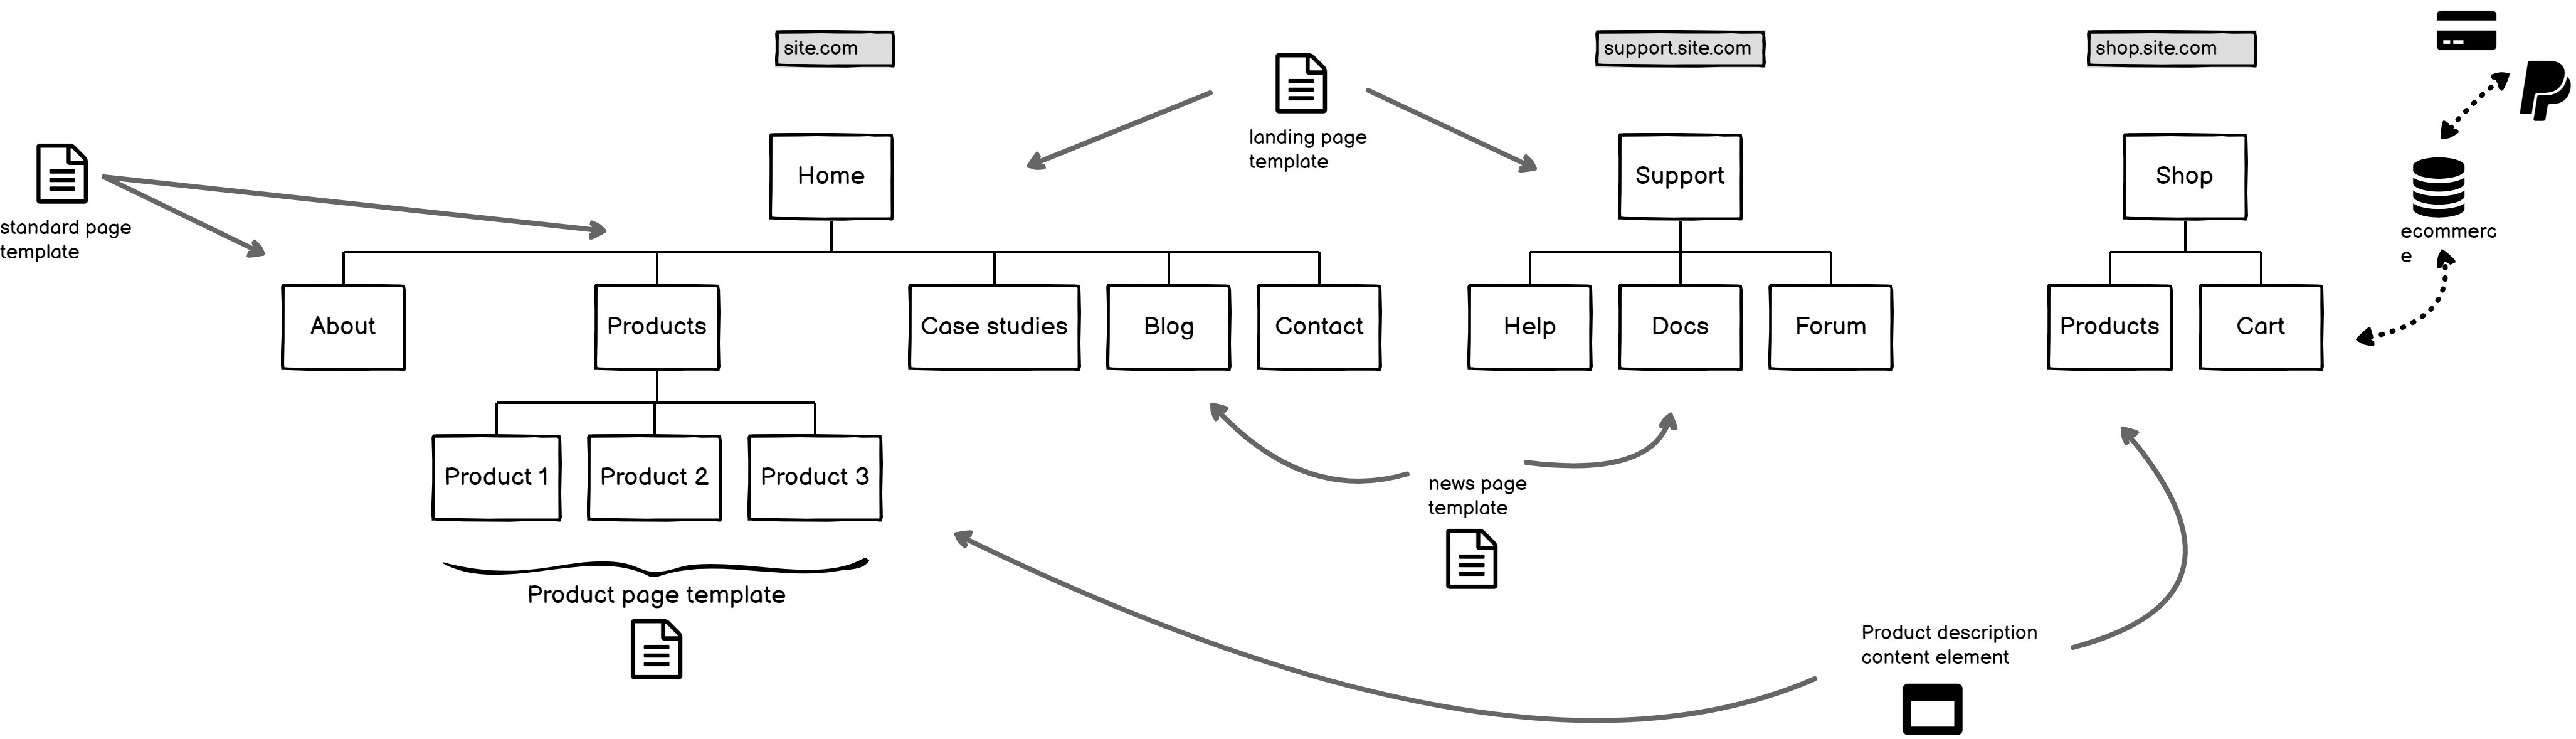 site.com
support.site.com
shop.site.com
landing page
template
Home
Support
Shop
standard page
template
ecommerc
e
About
Products
Case studies
Blog
Contact
Help
Docs
Forum
Products
Cart
Product 1
Product 2
Product 3
news page
template
Product page template
Product description
content element